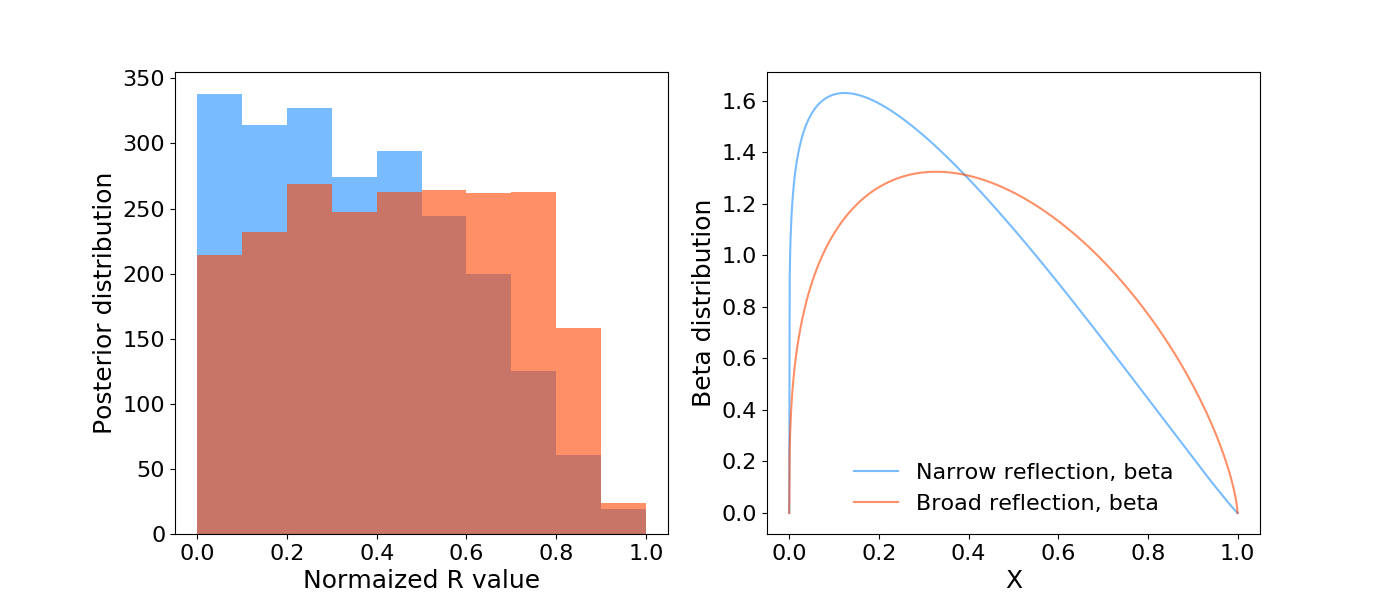 Posterior distribution
350
300
250
200
150
100
50
0
0.0 0.2 0.4 0.6 0.8 1.0
Normaized R value
Beta distribution
1.6
1.4
1.2
1.0
0.8
0.6
0.4
0.2
0.0
Narrow reflection, beta
Broad reflection, beta
0.0 0.2 0.4 0.6 0.8 1.0
X